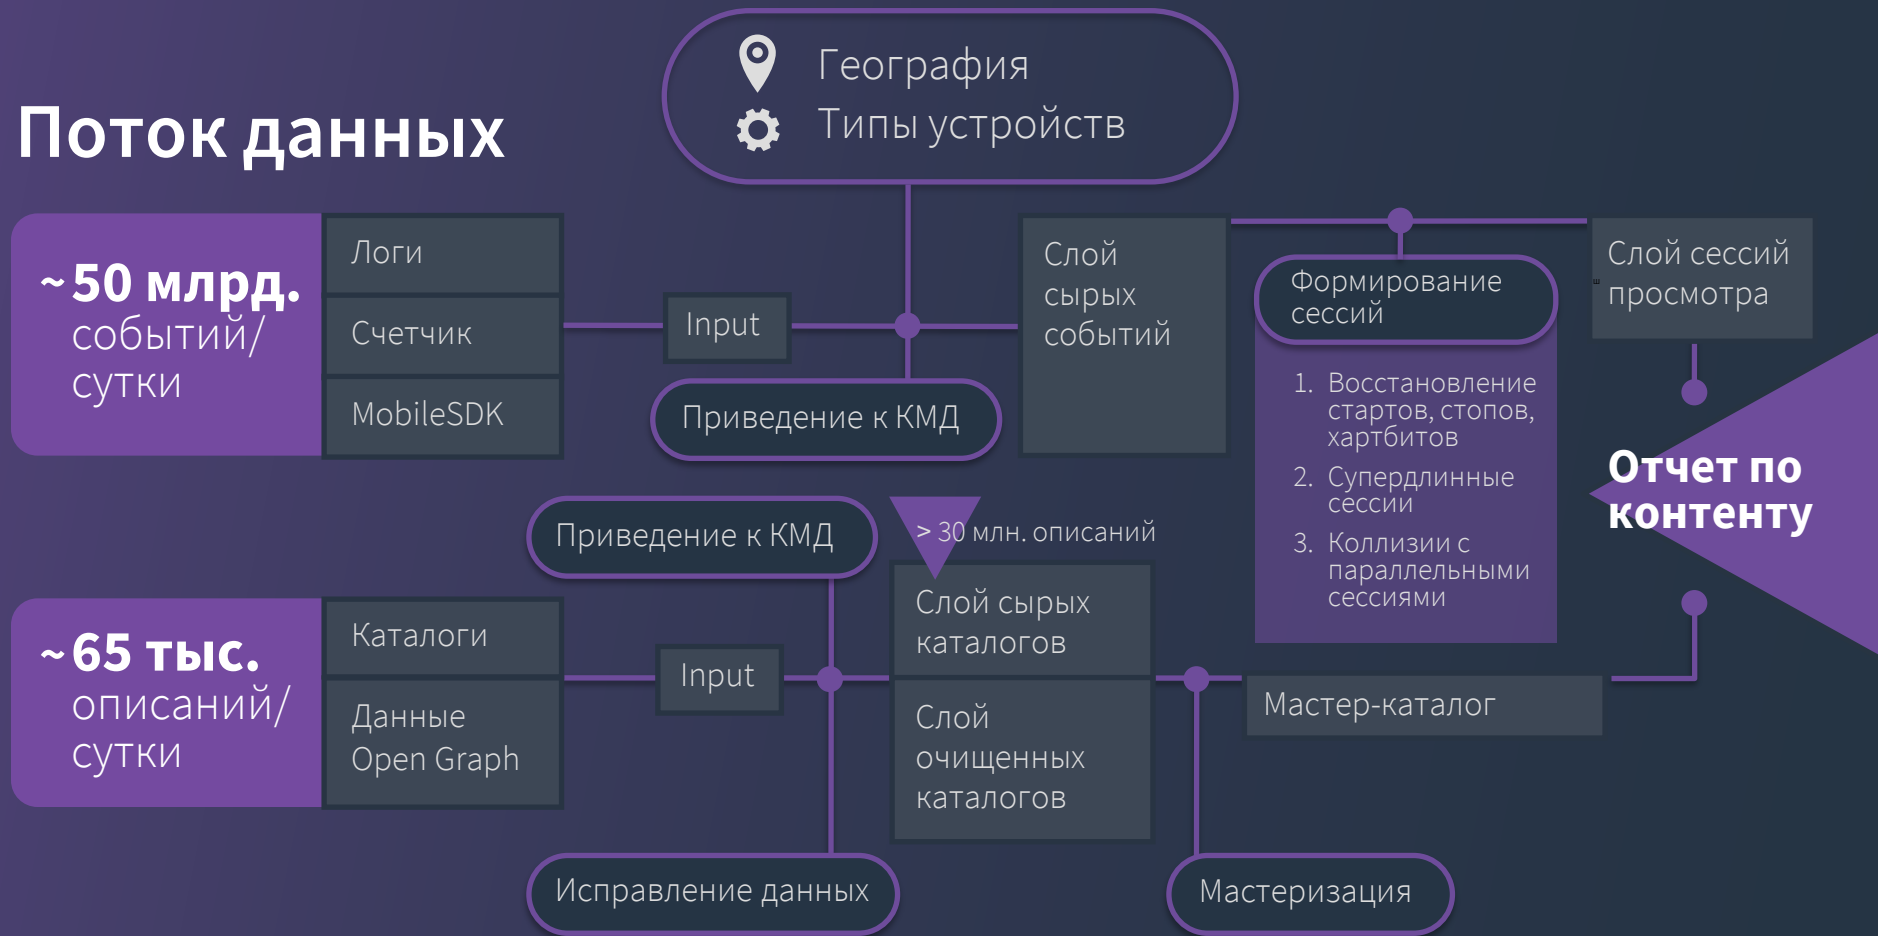 География
Типы устройств
Поток данных
~50 млрд.
событий/
сутки
Логи
Счетчик
MobileSDK
Input
Приведение к КМД
Слой
сырых
событий
Формирование
сессий
1. Восстановление
стартов, стопов,
хартбитов
2. Супердлинные
сессии
3. Коллизии с
параллельными
сессиями
Слой сессий
просмотра
Отчет по
контенту
~65 тыс.
описаний/
сутки
Каталоги
Данные
Open Graph
Input
Приведение к КМД
Исправление данных
> 30 млн. описаний
Слой сырых
каталогов
Слой
очищенных
каталогов
Мастеризация
Мастер-каталог